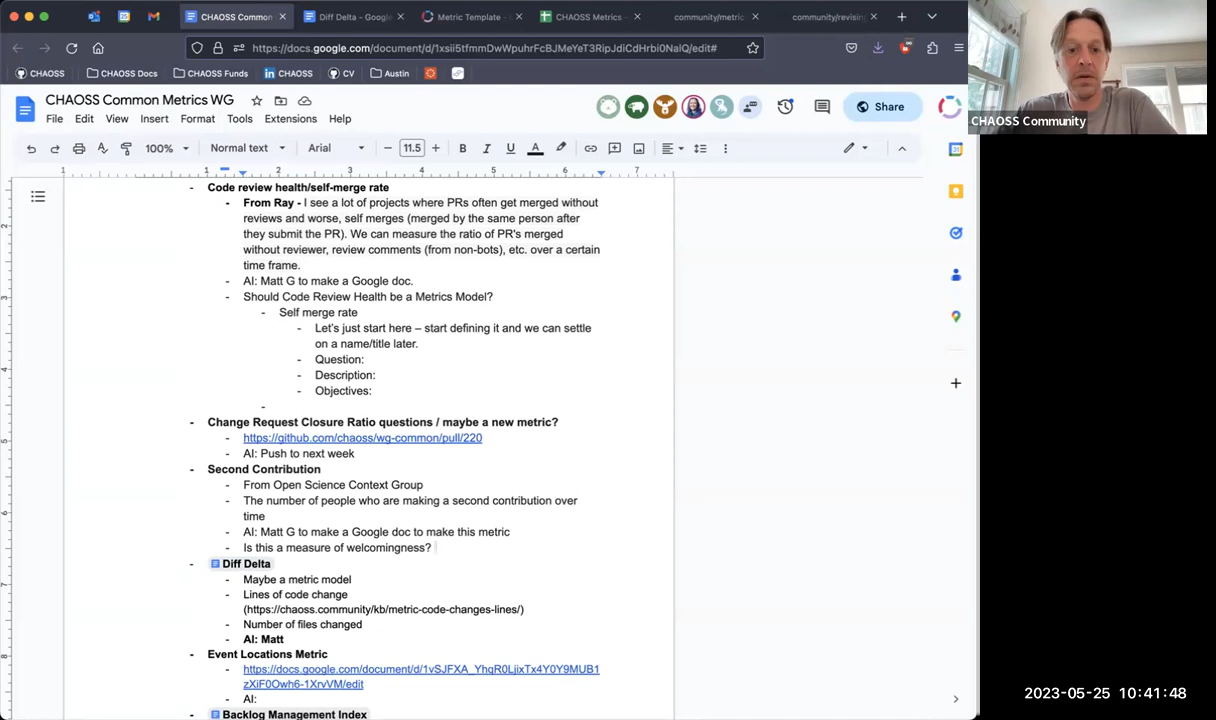 CHAOSS Common
Diff Delta - Google
Metric Template -
CHAOSS Metrics -
community/metric
community/revising
https://docs.google.com/document/d/1xsii5tfmmDwWpuhrFcBJMeYeT3RipJdiCdHrbi0NalQ/edit#
CHAOSS
CHAOSS Docs
CHAOSS Funds
CHAOSS
CV
Austin
CHAOSS Common Metrics WG
File Edit View Insert Format Tools Extensions Help
Share
CHAOSS Community
100%
Normal text
Arial
11.5
- Code review health/self-merge rate
- From Ray - I see a lot of projects where PRs often get merged without
reviews and worse, self merges (merged by the same person after
they submit the PR). We can measure the ratio of PR's merged
without reviewer, review comments (from non-bots), etc. over a certain
time frame.
- AI: Matt G to make a Google doc.
- Should Code Review Health be a Metrics Model?
- Self merge rate
- Let's just start here – start defining it and we can settle
on a name/title later.
- Question:
- Description:
- Objectives:
-
- Change Request Closure Ratio questions / maybe a new metric?
- https://github.com/chaoss/wg-common/pull/220
- AI: Push to next week
- Second Contribution
- From Open Science Context Group
- The number of people who are making a second contribution over
time
- AI: Matt G to make a Google doc to make this metric
- Is this a measure of welcomingness?
- Diff Delta
- Maybe a metric model
- Lines of code change
(https://chaoss.community/kb/metric-code-changes-lines/)
- Number of files changed
- AI: Matt
- Event Locations Metric
- https://docs.google.com/document/d/1vSJFXA_YhqR0LjixTx4Y0Y9MUB1
zXiF0Owh6-1XrvVM/edit
- AI:
- Backlog Management Index
2023-05-25 10:41:48